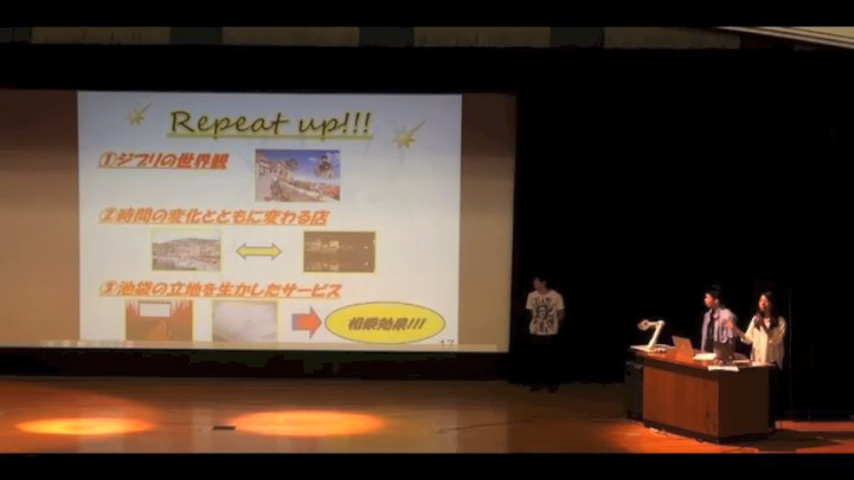 Repeat up!!!
①ジブリの世界観
②時間の変化とともに変わる店
③池袋の立地を生かしたサービス
相乗効果!!!
17